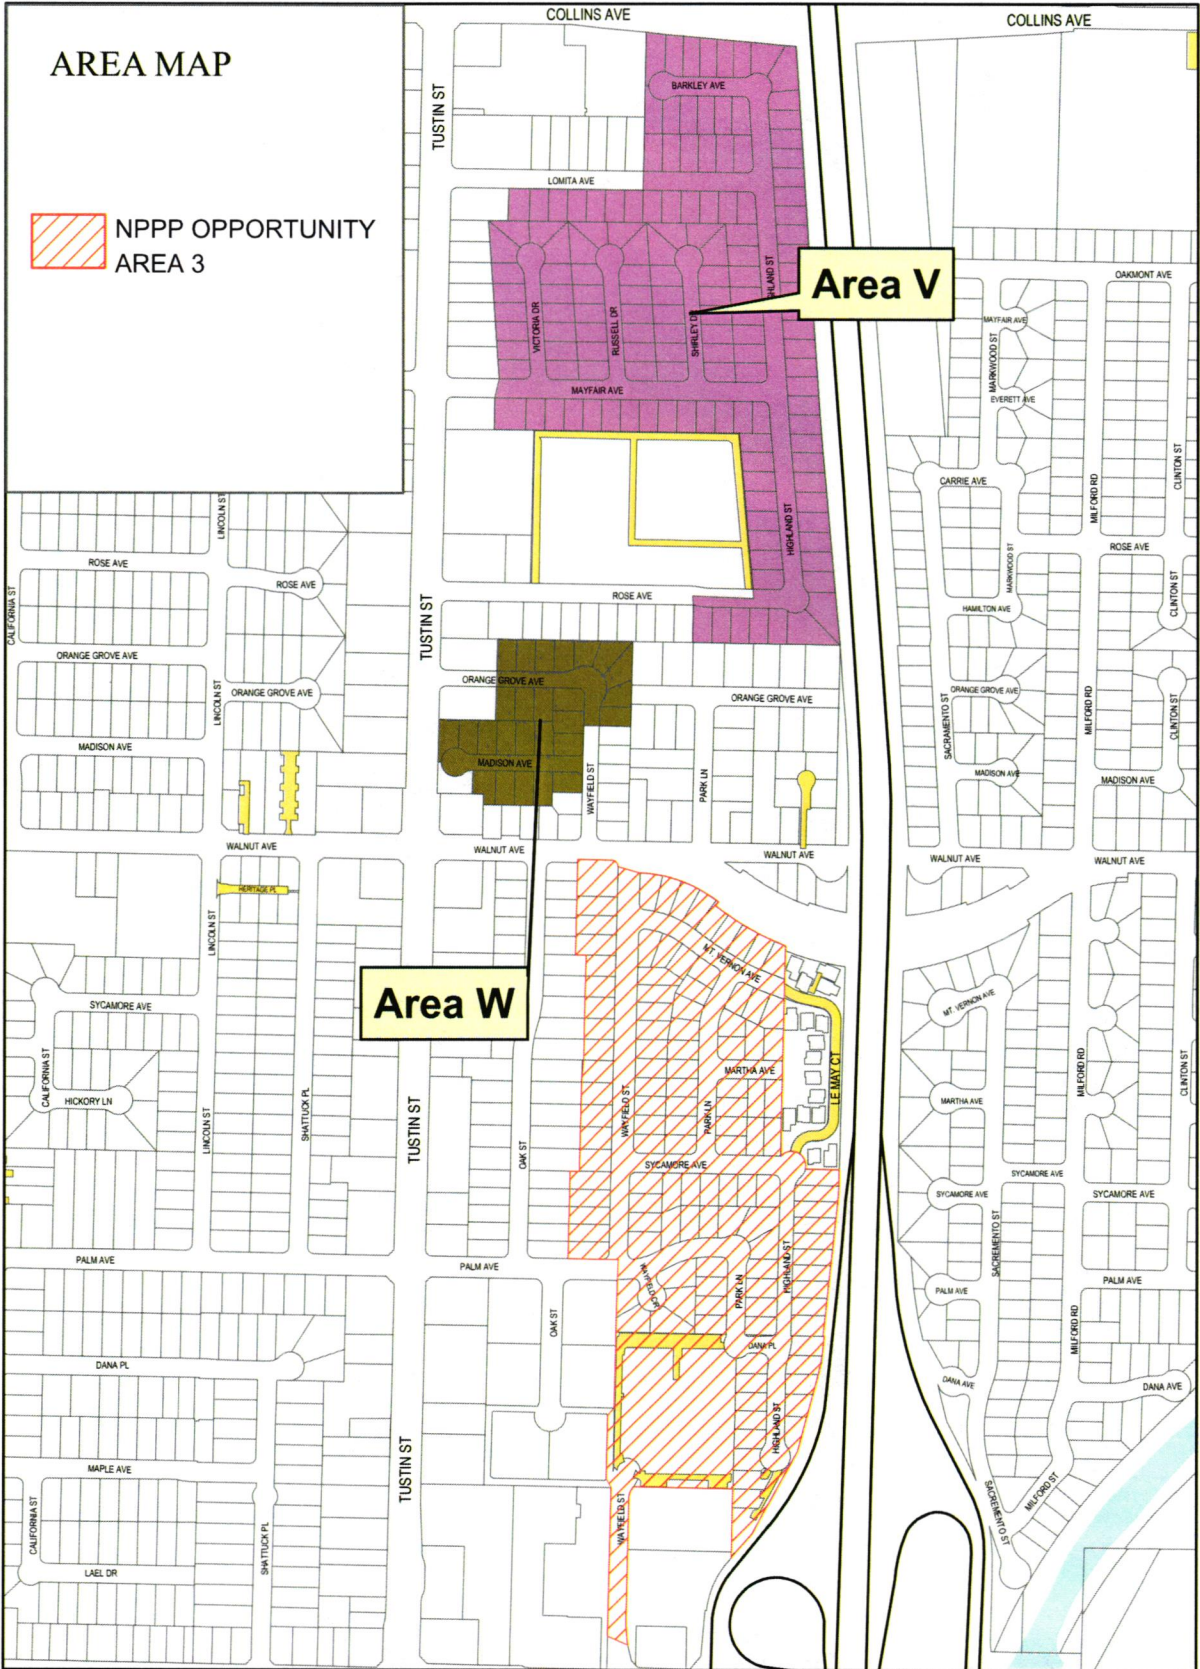 COLLINS AVE
COLLINS AVE
AREA MAP
TUSTIN ST
BARKLEY AVE
LOMITA AVE
NPPP OPPORTUNITY
AREA 3
Area V
HLAND ST
OAKMONT AVE
VICTORIA DR
RUSSELL DR
SHIRLEY D
MAYFAIR AVE
MARKWOOD ST
EVERETT AVE
MAYFAIR AVE
CLINTON ST
CARRIE AVE
MILFORD RD
LINCOLN ST
HIGHLAND ST
ROSE AVE
ROSE AVE
ROSE AVE
ROSE AVE
MARKWOOD ST
CALIFORNIA ST
TUSTIN ST
HAMILTON AVE
CLINTON ST
ORANGE GROVE AVE
ORANGE GROVE AVE
ORANGE GROVE AVE
ORANGE GROVE AVE
ORANGE GROVE AVE
LINCOLN ST
SACRAMENTO ST
MILFORD RD
CLINTON ST
MADISON AVE
MADISON AVE
MADISON AVE
MADISON AVE
WAYFIELD ST
PARK LN
WALNUT AVE
WALNUT AVE
WALNUT AVE
WALNUT AVE
WALNUT AVE
HERITAGE PL
LINCOLN ST
MT. VERNON AVE
Area W
SYCAMORE AVE
MT. VERNON AVE
MILFORD RD
CLINTON ST
CALIFORNIA ST
HICKORY LN
MARTHA AVE
LE MAY CT
MARTHA AVE
LINCOLN ST
SHATTUCK PL
TUSTIN ST
OAK ST
WAYFIELD ST
PARK LN
SYCAMORE AVE
SYCAMORE AVE
SYCAMORE AVE
SYCAMORE AVE
SACREMENTO ST
PALM AVE
PALM AVE
HIGHLAND ST
PALM AVE
PALM AVE
WAYFIELD CIR
PARK LN
OAK ST
MILFORD RD
DANA PL
DANA PL
DANA AVE
DANA AVE
HIGHLAND ST
TUSTIN ST
MAPLE AVE
WAYFIELD ST
CALIFORNIA ST
SHATTUCK PL
SACREMENTO ST
MILFORD ST
LAEL DR